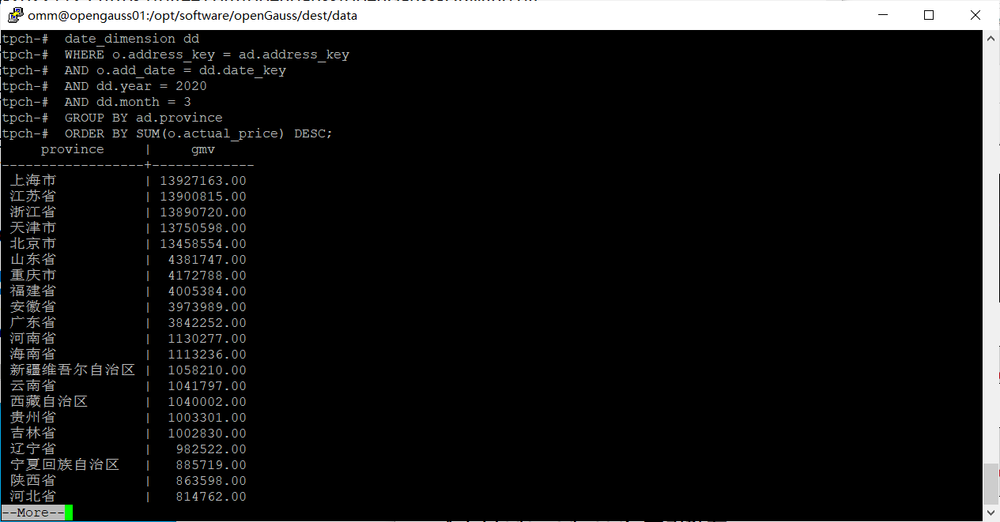 omm@opengauss01:/opt/software/openGauss/dest/data
tpch-#  date_dimension dd
tpch-#  WHERE o.address_key = ad.address_key
tpch-#  AND o.add_date = dd.date_key
tpch-#  AND dd.year = 2020
tpch-#  AND dd.month = 3
tpch-#  GROUP BY ad.province
tpch-#  ORDER BY SUM(o.actual_price) DESC;
     province     |     gmv
------------------+-------------
 上海市           | 13927163.00
 江苏省           | 13900815.00
 浙江省           | 13890720.00
 天津市           | 13750598.00
 北京市           | 13458554.00
 山东省           |  4381747.00
 重庆市           |  4172788.00
 福建省           |  4005384.00
 安徽省           |  3973989.00
 广东省           |  3842252.00
 河南省           |  1130277.00
 海南省           |  1113236.00
 新疆维吾尔自治区 |  1058210.00
 云南省           |  1041797.00
 西藏自治区       |  1040002.00
 贵州省           |  1003301.00
 吉林省           |  1002830.00
 辽宁省           |   982522.00
 宁夏回族自治区   |   885719.00
 陕西省           |   863598.00
 河北省           |   814762.00
--More--